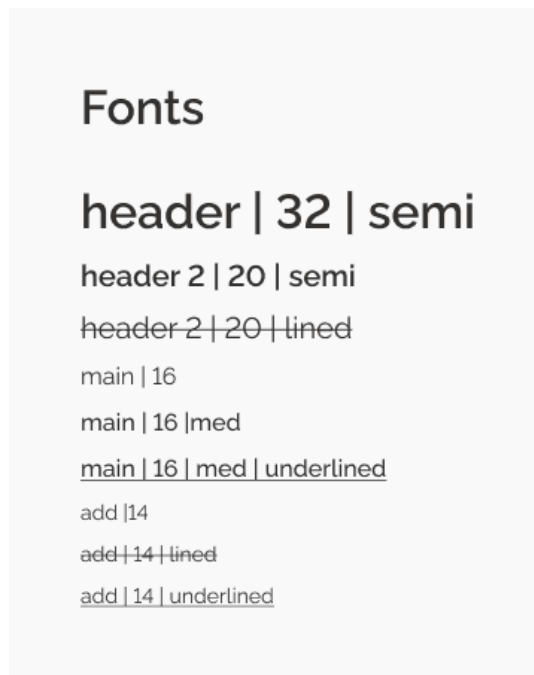 Fonts
header | 32 | semi
header 2 | 20 | semi
header 2 | 20 | lined
main | 16
main | 16 |med
main | 16 | med | underlined
add |14
add | 14 | lined
add | 14 | underlined